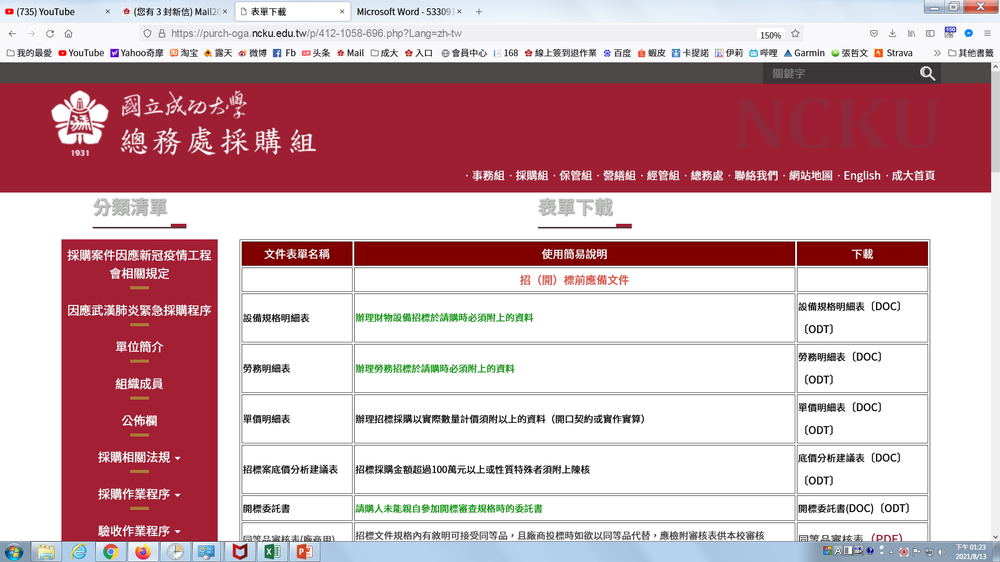 (735) YouTube
(您有 3 封新信) Mail20
表單下載
Microsoft Word - 533091
https://purch-oga.ncku.edu.tw/p/412-1058-696.php?Lang=zh-tw
150%
150
我的最愛 YouTube Yahoo奇摩 淘宝 露天 微博 Fb 头条 Mail 成大 入口 會員中心 168 線上簽到退作業 百度 蝦皮 卡提諾 伊莉 哔哩 Garmin 張哲文 Strava 其他書籤
關鍵字
NCKU
國立成功大學
總務處採購組
1931
· 事務組 · 採購組 · 保管組 · 營繕組 · 經管組 · 總務處 · 聯絡我們 · 網站地圖 · English · 成大首頁
分類清單
採購案件因應新冠疫情工程
會相關規定
因應武漢肺炎緊急採購程序
單位簡介
組織成員
公佈欄
採購相關法規
採購作業程序
驗收作業程序
表單下載
文件表單名稱 使用簡易說明 下載
招（開）標前應備文件
設備規格明細表 辦理財物設備招標於請購時必須附上的資料 設備規格明細表〔DOC〕
〔ODT〕
勞務明細表 辦理勞務招標於請購時必須附上的資料 勞務明細表〔DOC〕
〔ODT〕
單價明細表 辦理招標採購以實際數量計價須附以上的資料（開口契約或實作實算） 單價明細表〔DOC〕
〔ODT〕
招標案底價分析建議表 招標採購金額超過100萬元以上或性質特殊者須附上陳核 底價分析建議表〔DOC〕
〔ODT〕
開標委託書 請購人未能親自參加開標審查規格時的委託書 開標委託書(DOC)〔ODT〕
同等品審核表(廠商用) 招標文件規格內有敘明可接受同等品，且廠商投標時如欲以同等品代替，應檢附審核表供本校審核 同等品審核表（PDF）
下午 01:23
2021/8/13